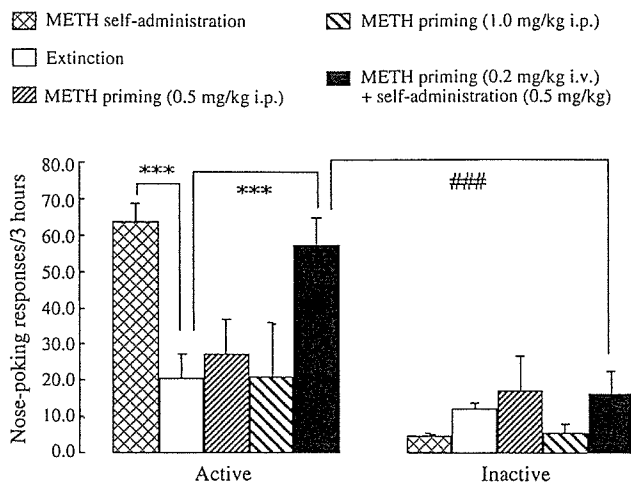 METH self-administration
Extinction
METH priming (0.5 mg/kg i.p.)
METH priming (1.0 mg/kg i.p.)
METH priming (0.2 mg/kg i.v.)
+ self-administration (0.5 mg/kg)
Nose-poking responses/3 hours
80.0
70.0
60.0
50.0
40.0
30.0
20.0
10.0
0.0
***
***
###
Active
Inactive